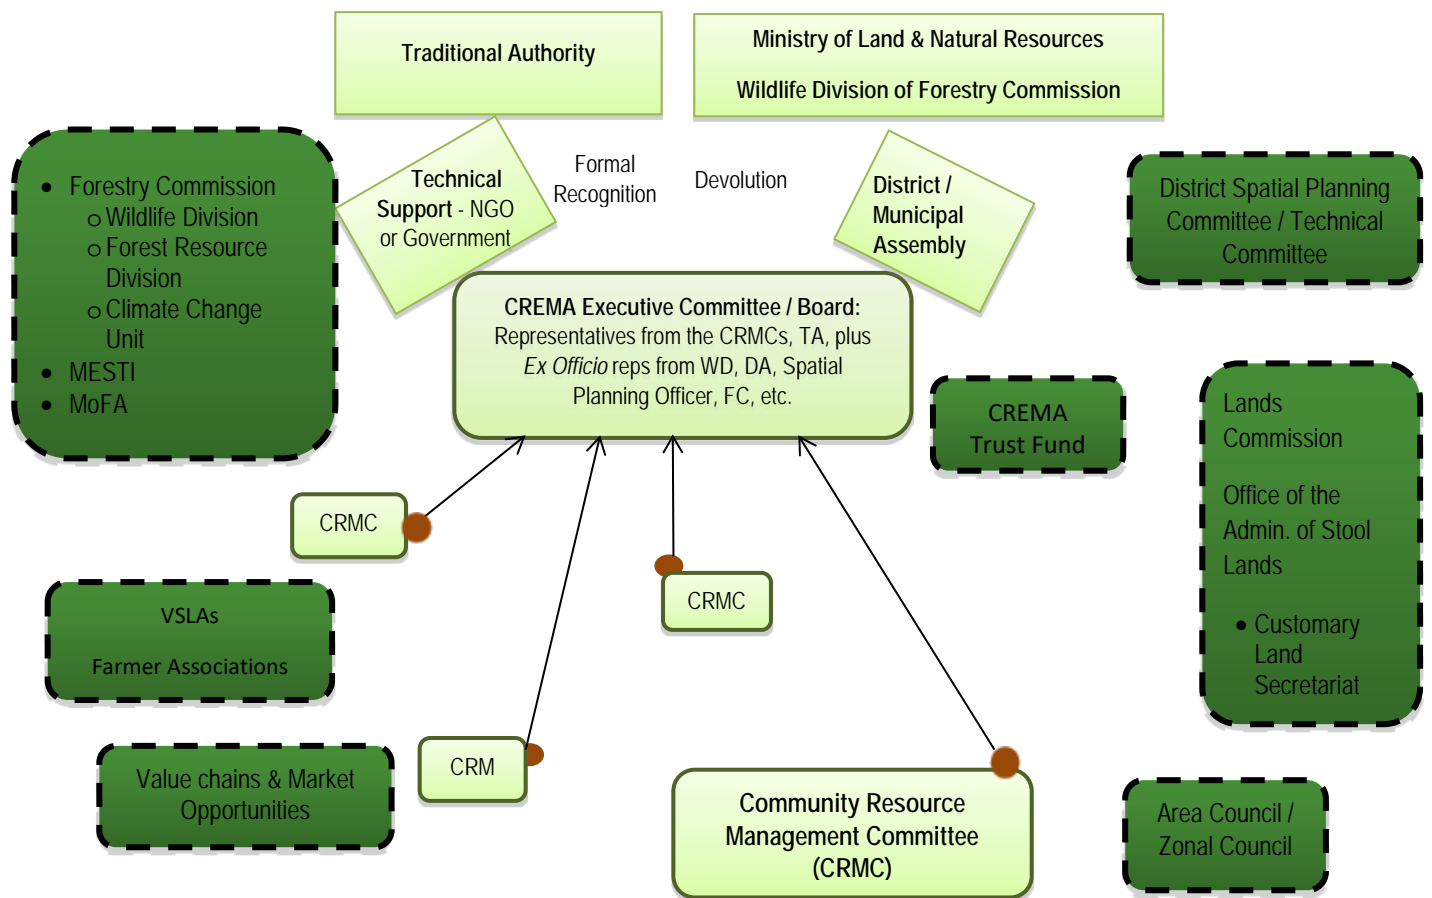 Traditional Authority
Ministry of Land & Natural Resources
Wildlife Division of Forestry Commission
• Forestry Commission
o Wildlife Division
o Forest Resource
Division
o Climate Change
Unit
• MESTI
• MoFA
Technical
Support - NGO
or Government
Formal
Recognition
Devolution
District /
Municipal
Assembly
District Spatial Planning
Committee / Technical
Committee
CREMA Executive Committee / Board:
Representatives from the CRMCs, TA, plus
Ex Officio reps from WD, DA, Spatial
Planning Officer, FC, etc.
CREMA
Trust Fund
Lands
Commission
Office of the
Admin. of Stool
Lands
• Customary
Land
Secretariat
CRMC
CRMC
VSLAs
Farmer Associations
Value chains & Market
Opportunities
CRM
Community Resource
Management Committee
(CRMC)
Area Council /
Zonal Council